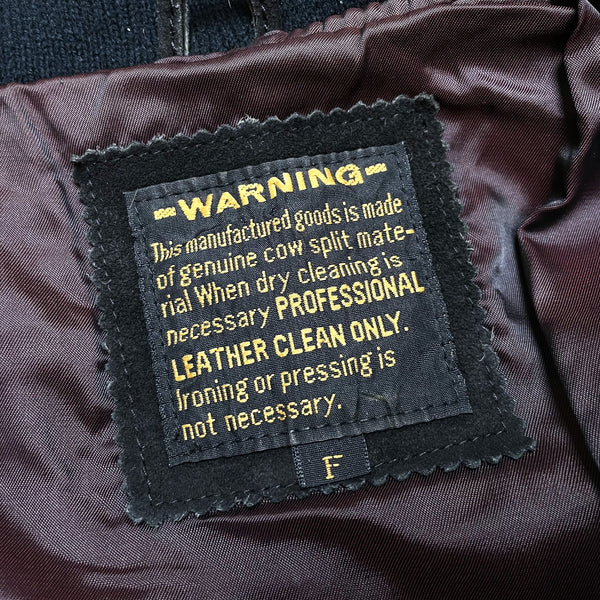 WARNING
This manufactured goods is made
of genuine cow split mate-
rial When dry cleaning is
necessary PROFESSIONAL
LEATHER CLEAN ONLY.
Ironing or pressing is
not necessary.
F